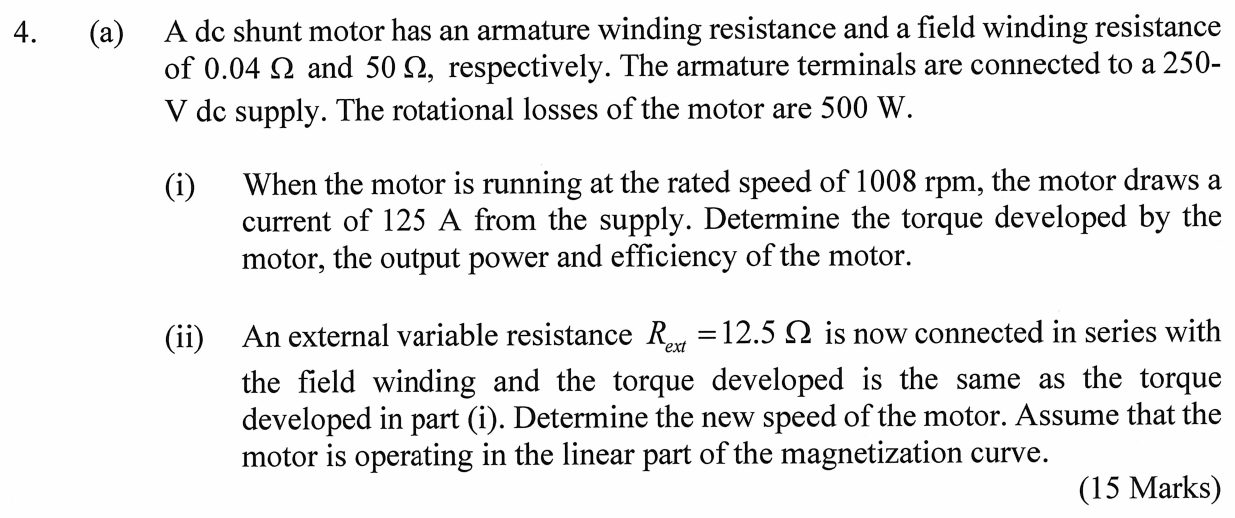 4. (a) A dc shunt motor has an armature winding resistance and a field winding resistance
of 0.04 Ω and 50 Ω, respectively. The armature terminals are connected to a 250-
V dc supply. The rotational losses of the motor are 500 W.
(i) When the motor is running at the rated speed of 1008 rpm, the motor draws a
current of 125 A from the supply. Determine the torque developed by the
motor, the output power and efficiency of the motor.
(ii) An external variable resistance R_ext = 12.5 Ω is now connected in series with
the field winding and the torque developed is the same as the torque
developed in part (i). Determine the new speed of the motor. Assume that the
motor is operating in the linear part of the magnetization curve.
(15 Marks)